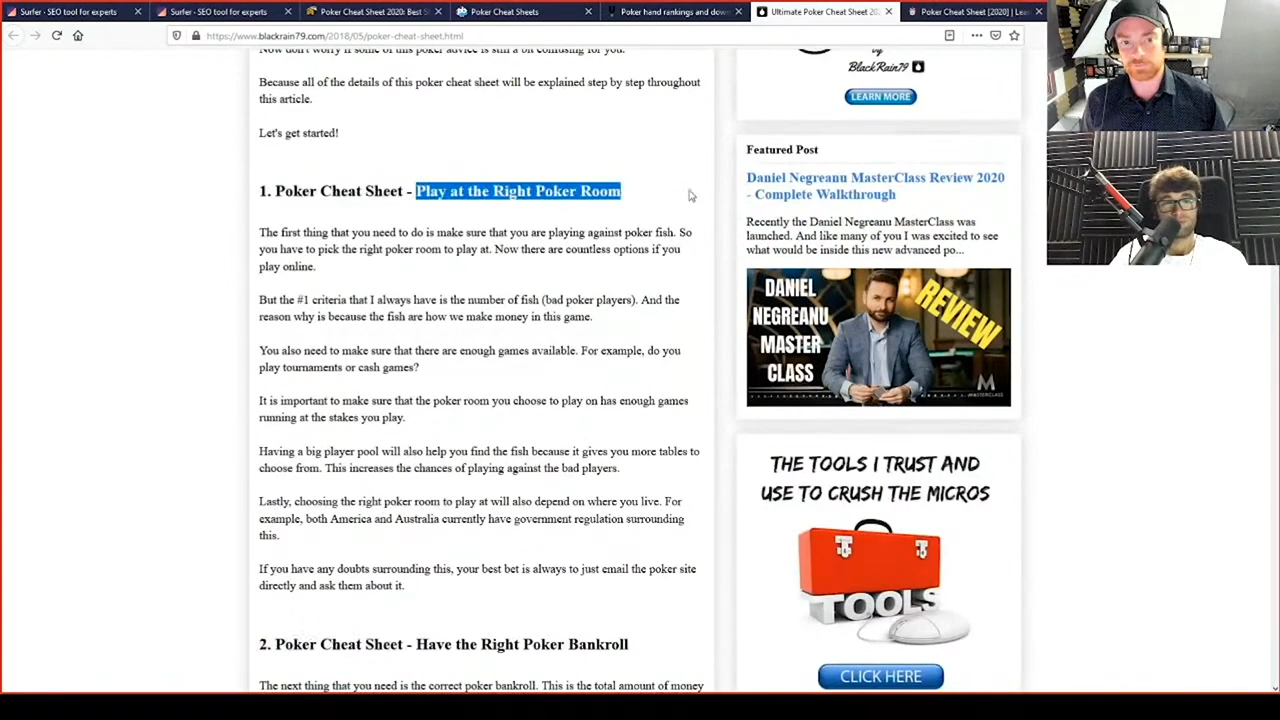 Surfer - SEO tool for experts
Surfer - SEO tool for experts
Poker Cheat Sheet 2020: Best S
Poker Cheat Sheets
Poker hand rankings and dow
Ultimate Poker Cheat Sheet 202
Poker Cheat Sheet [2020] | Lea
https://www.blackrain79.com/2018/05/poker-cheat-sheet.html
Now don't worry if some of this poker advice is still a bit confusing for you.
Because all of the details of this poker cheat sheet will be explained step by step throughout
this article.
Let's get started!
1. Poker Cheat Sheet - Play at the Right Poker Room
The first thing that you need to do is make sure that you are playing against poker fish. So
you have to pick the right poker room to play at. Now there are countless options if you
play online.
But the #1 criteria that I always have is the number of fish (bad poker players). And the
reason why is because the fish are how we make money in this game.
You also need to make sure that there are enough games available. For example, do you
play tournaments or cash games?
It is important to make sure that the poker room you choose to play on has enough games
running at the stakes you play.
Having a big player pool will also help you find the fish because it gives you more tables to
choose from. This increases the chances of playing against the bad players.
Lastly, choosing the right poker room to play at will also depend on where you live. For
example, both America and Australia currently have government regulation surrounding
this.
If you have any doubts surrounding this, your best bet is always to just email the poker site
directly and ask them about it.
2. Poker Cheat Sheet - Have the Right Poker Bankroll
The next thing that you need is the correct poker bankroll. This is the total amount of money
by
BlackRain79
LEARN MORE
Featured Post
Daniel Negreanu MasterClass Review 2020
- Complete Walkthrough
Recently the Daniel Negreanu MasterClass was
launched. And like many of you I was excited to see
what would be inside this new advanced po...
DANIEL
NEGREANU
MASTER
CLASS
REVIEW
M
MASTERCLASS
THE TOOLS I TRUST AND
USE TO CRUSH THE MICROS
TOOLS
CLICK HERE